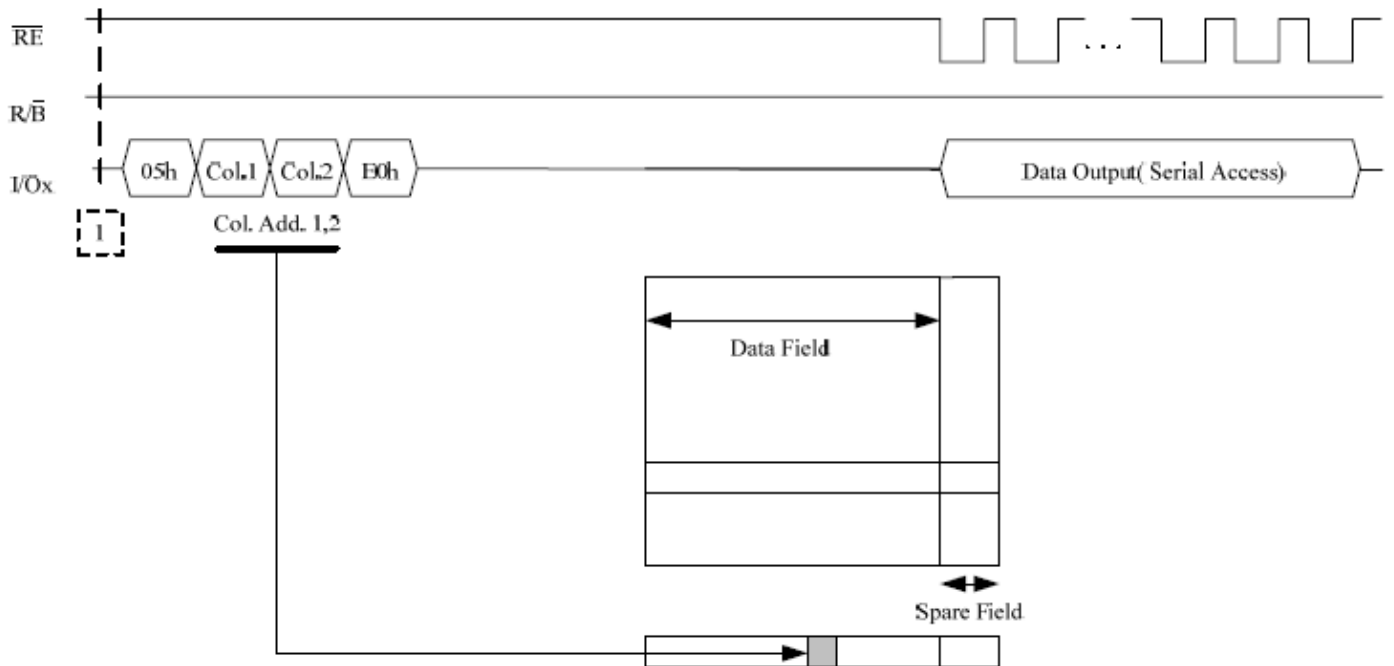 R̅E̅
R/B̅
I/Ox
05h Col.1 Col.2 E0h Data Output( Serial Access)
1
Col. Add. 1,2
Data Field
Spare Field